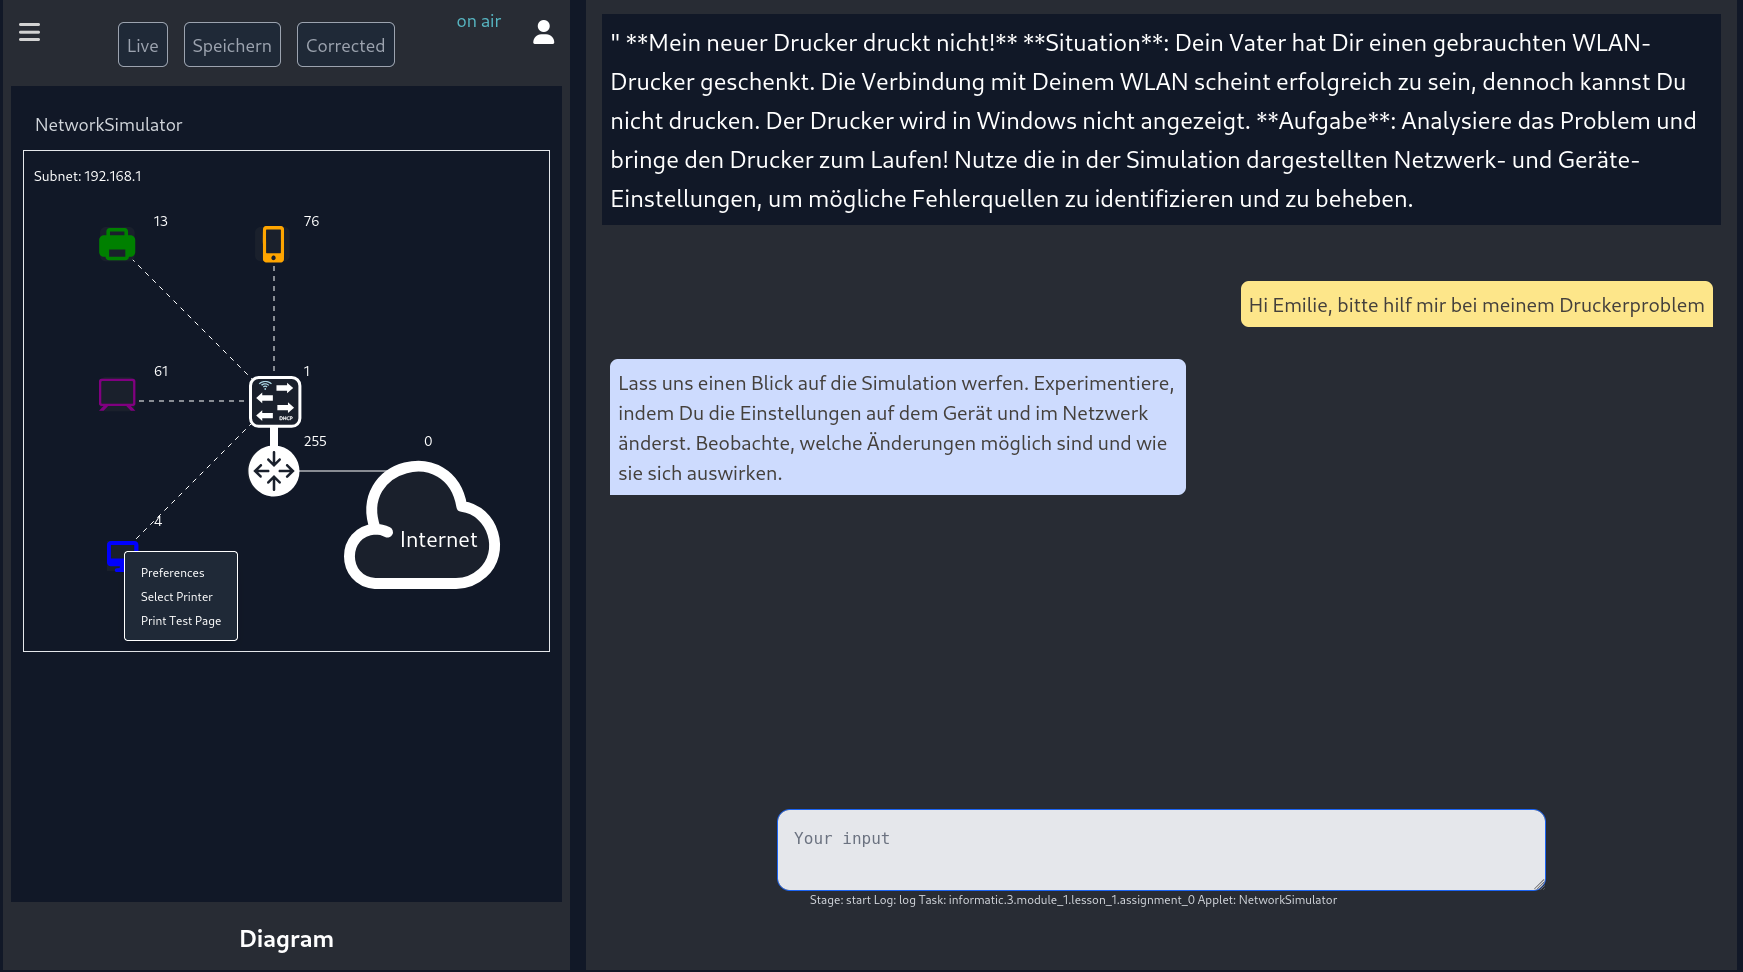 Live
Speichern
Corrected
on air
NetworkSimulator
Subnet: 192.168.1
13
76
61
1
DHCP
255
0
Internet
4
Preferences
Select Printer
Print Test Page
Diagram
" **Mein neuer Drucker druckt nicht!** **Situation**: Dein Vater hat Dir einen gebrauchten WLAN-
Drucker geschenkt. Die Verbindung mit Deinem WLAN scheint erfolgreich zu sein, dennoch kannst Du
nicht drucken. Der Drucker wird in Windows nicht angezeigt. **Aufgabe**: Analysiere das Problem und
bringe den Drucker zum Laufen! Nutze die in der Simulation dargestellten Netzwerk- und Geräte-
Einstellungen, um mögliche Fehlerquellen zu identifizieren und zu beheben.
Hi Emilie, bitte hilf mir bei meinem Druckerproblem
Lass uns einen Blick auf die Simulation werfen. Experimentiere,
indem Du die Einstellungen auf dem Gerät und im Netzwerk
änderst. Beobachte, welche Änderungen möglich sind und wie
sie sich auswirken.
Your input
Stage: start Log: log Task: informatic.3.module_1.lesson_1.assignment_0 Applet: NetworkSimulator